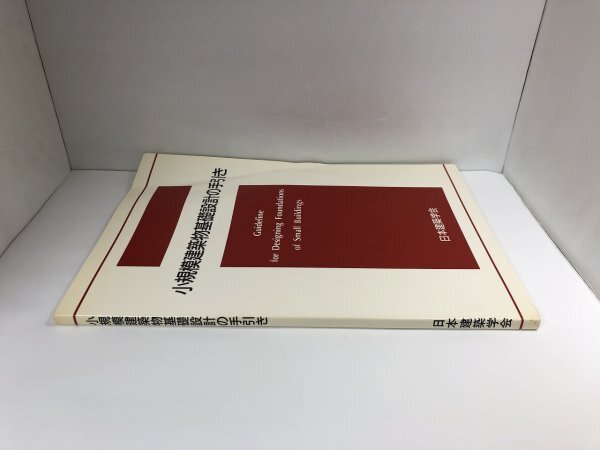 小規模建築物基礎設計の手引き
Guideline
for Designing Foundations
of Small Buildings
日本建築学会
小規模建築物基礎設計の手引き
日本建築学会